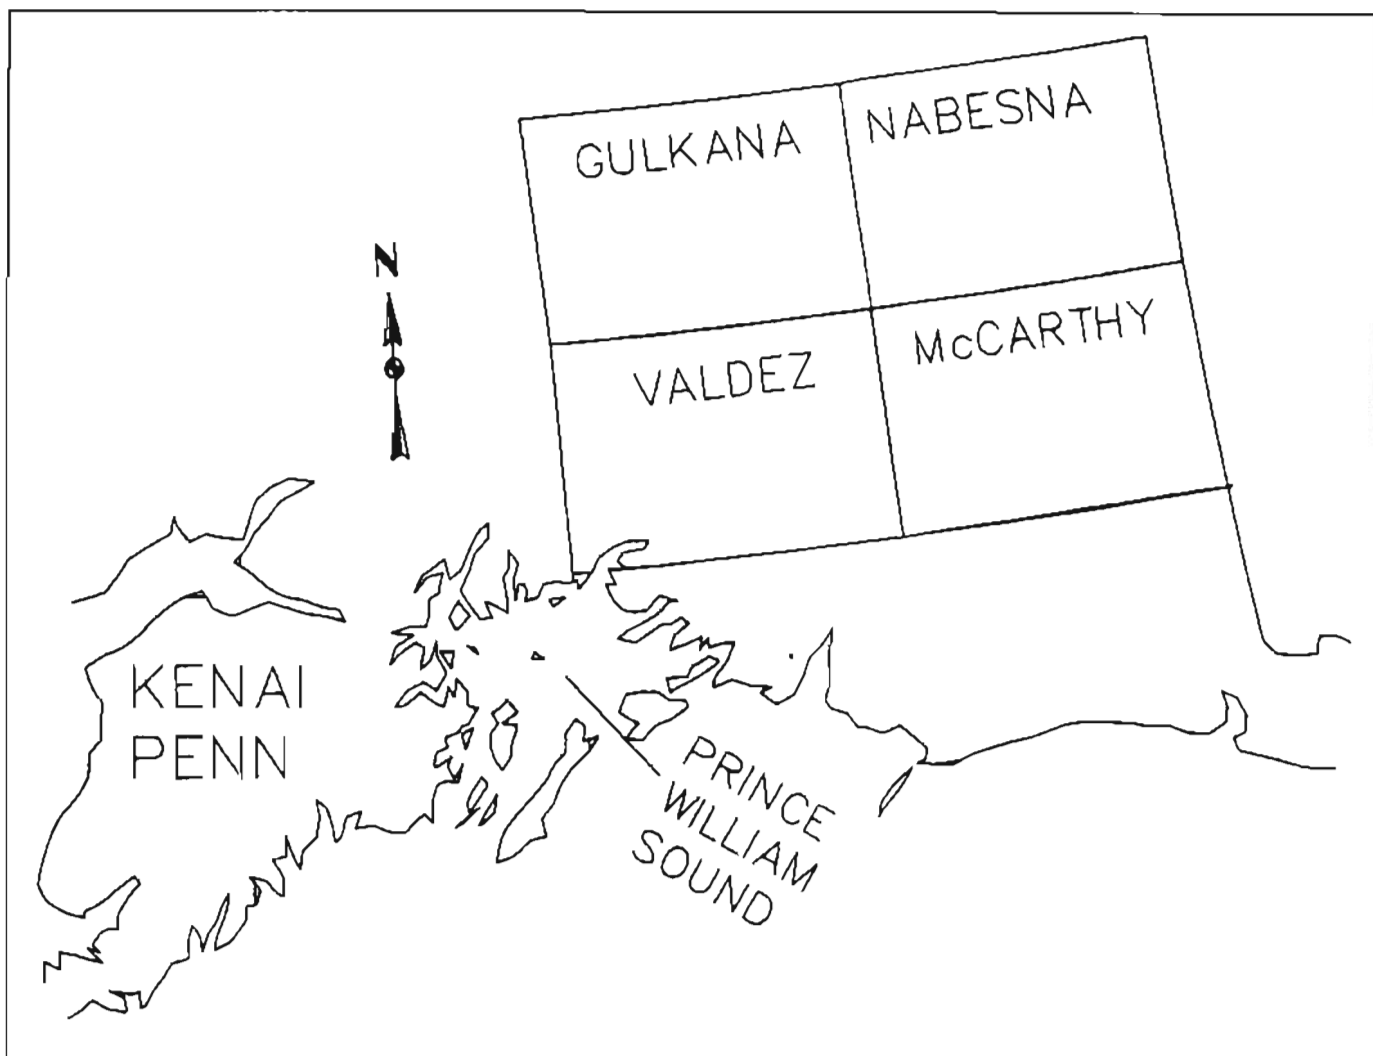 GULKANA
NABESNA
N
VALDEZ
McCARTHY
KENAI
PENN
PRINCE
WILLIAM
SOUND